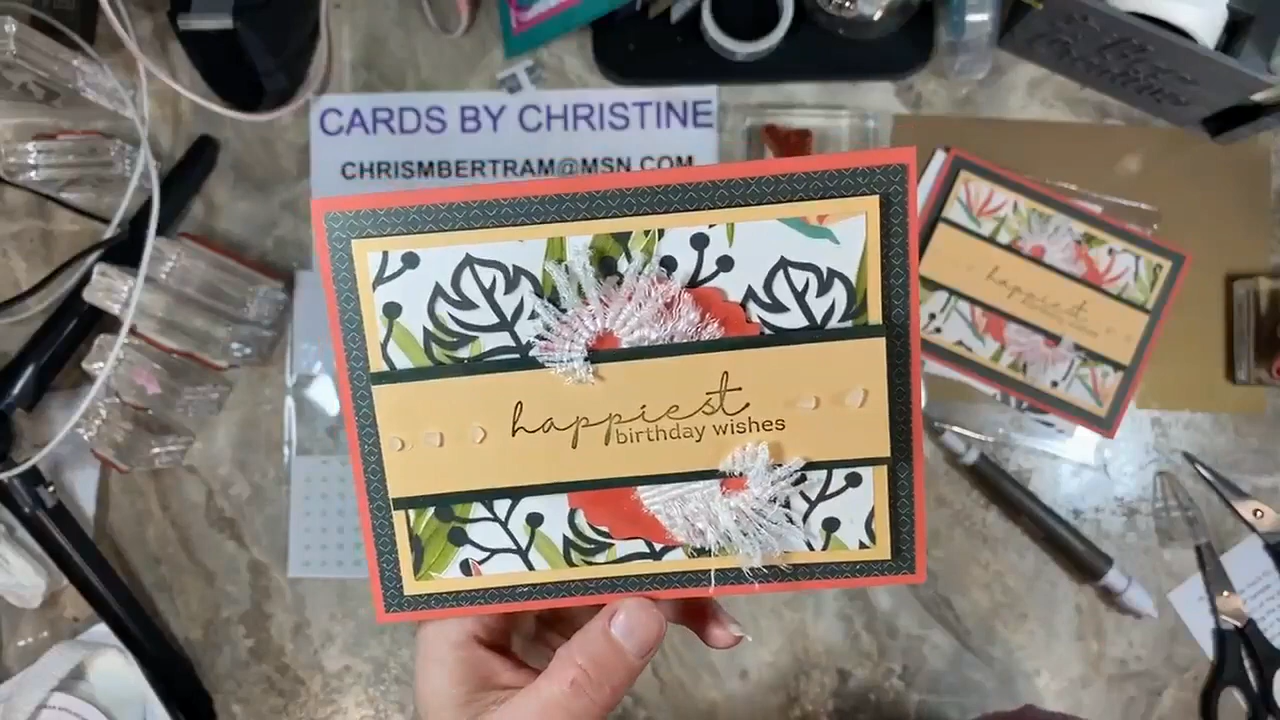 CARDS BY CHRISTINE
CHRISMBERTRAM@MSN.COM
happiest
birthday wishes
happiest